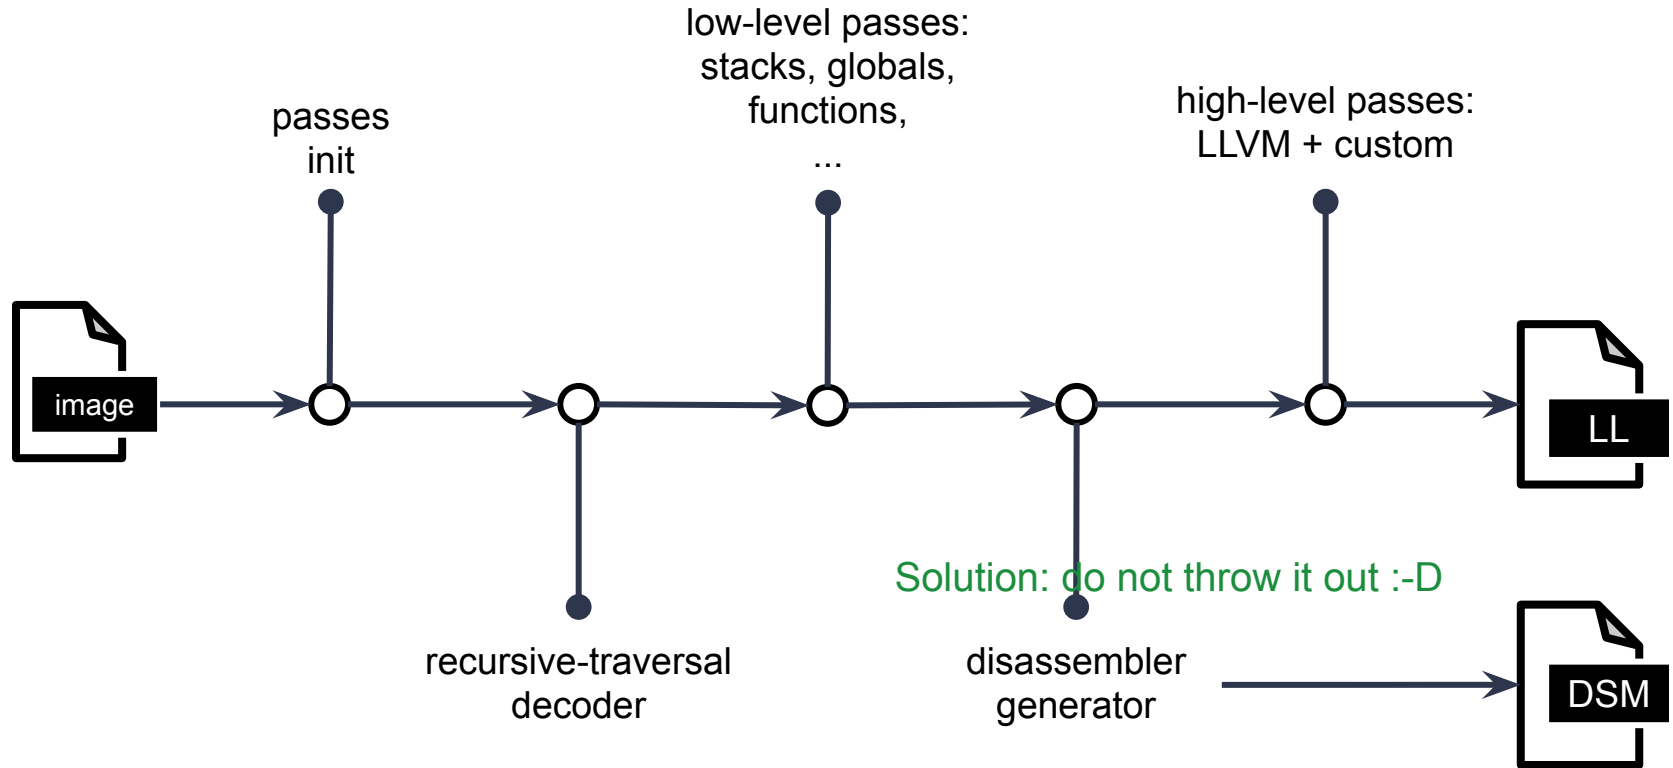 low-level passes:
stacks, globals,
functions,
...
passes
init
high-level passes:
LLVM + custom
image
LL
Solution: do not throw it out :-D
recursive-traversal
decoder
disassembler
generator
DSM